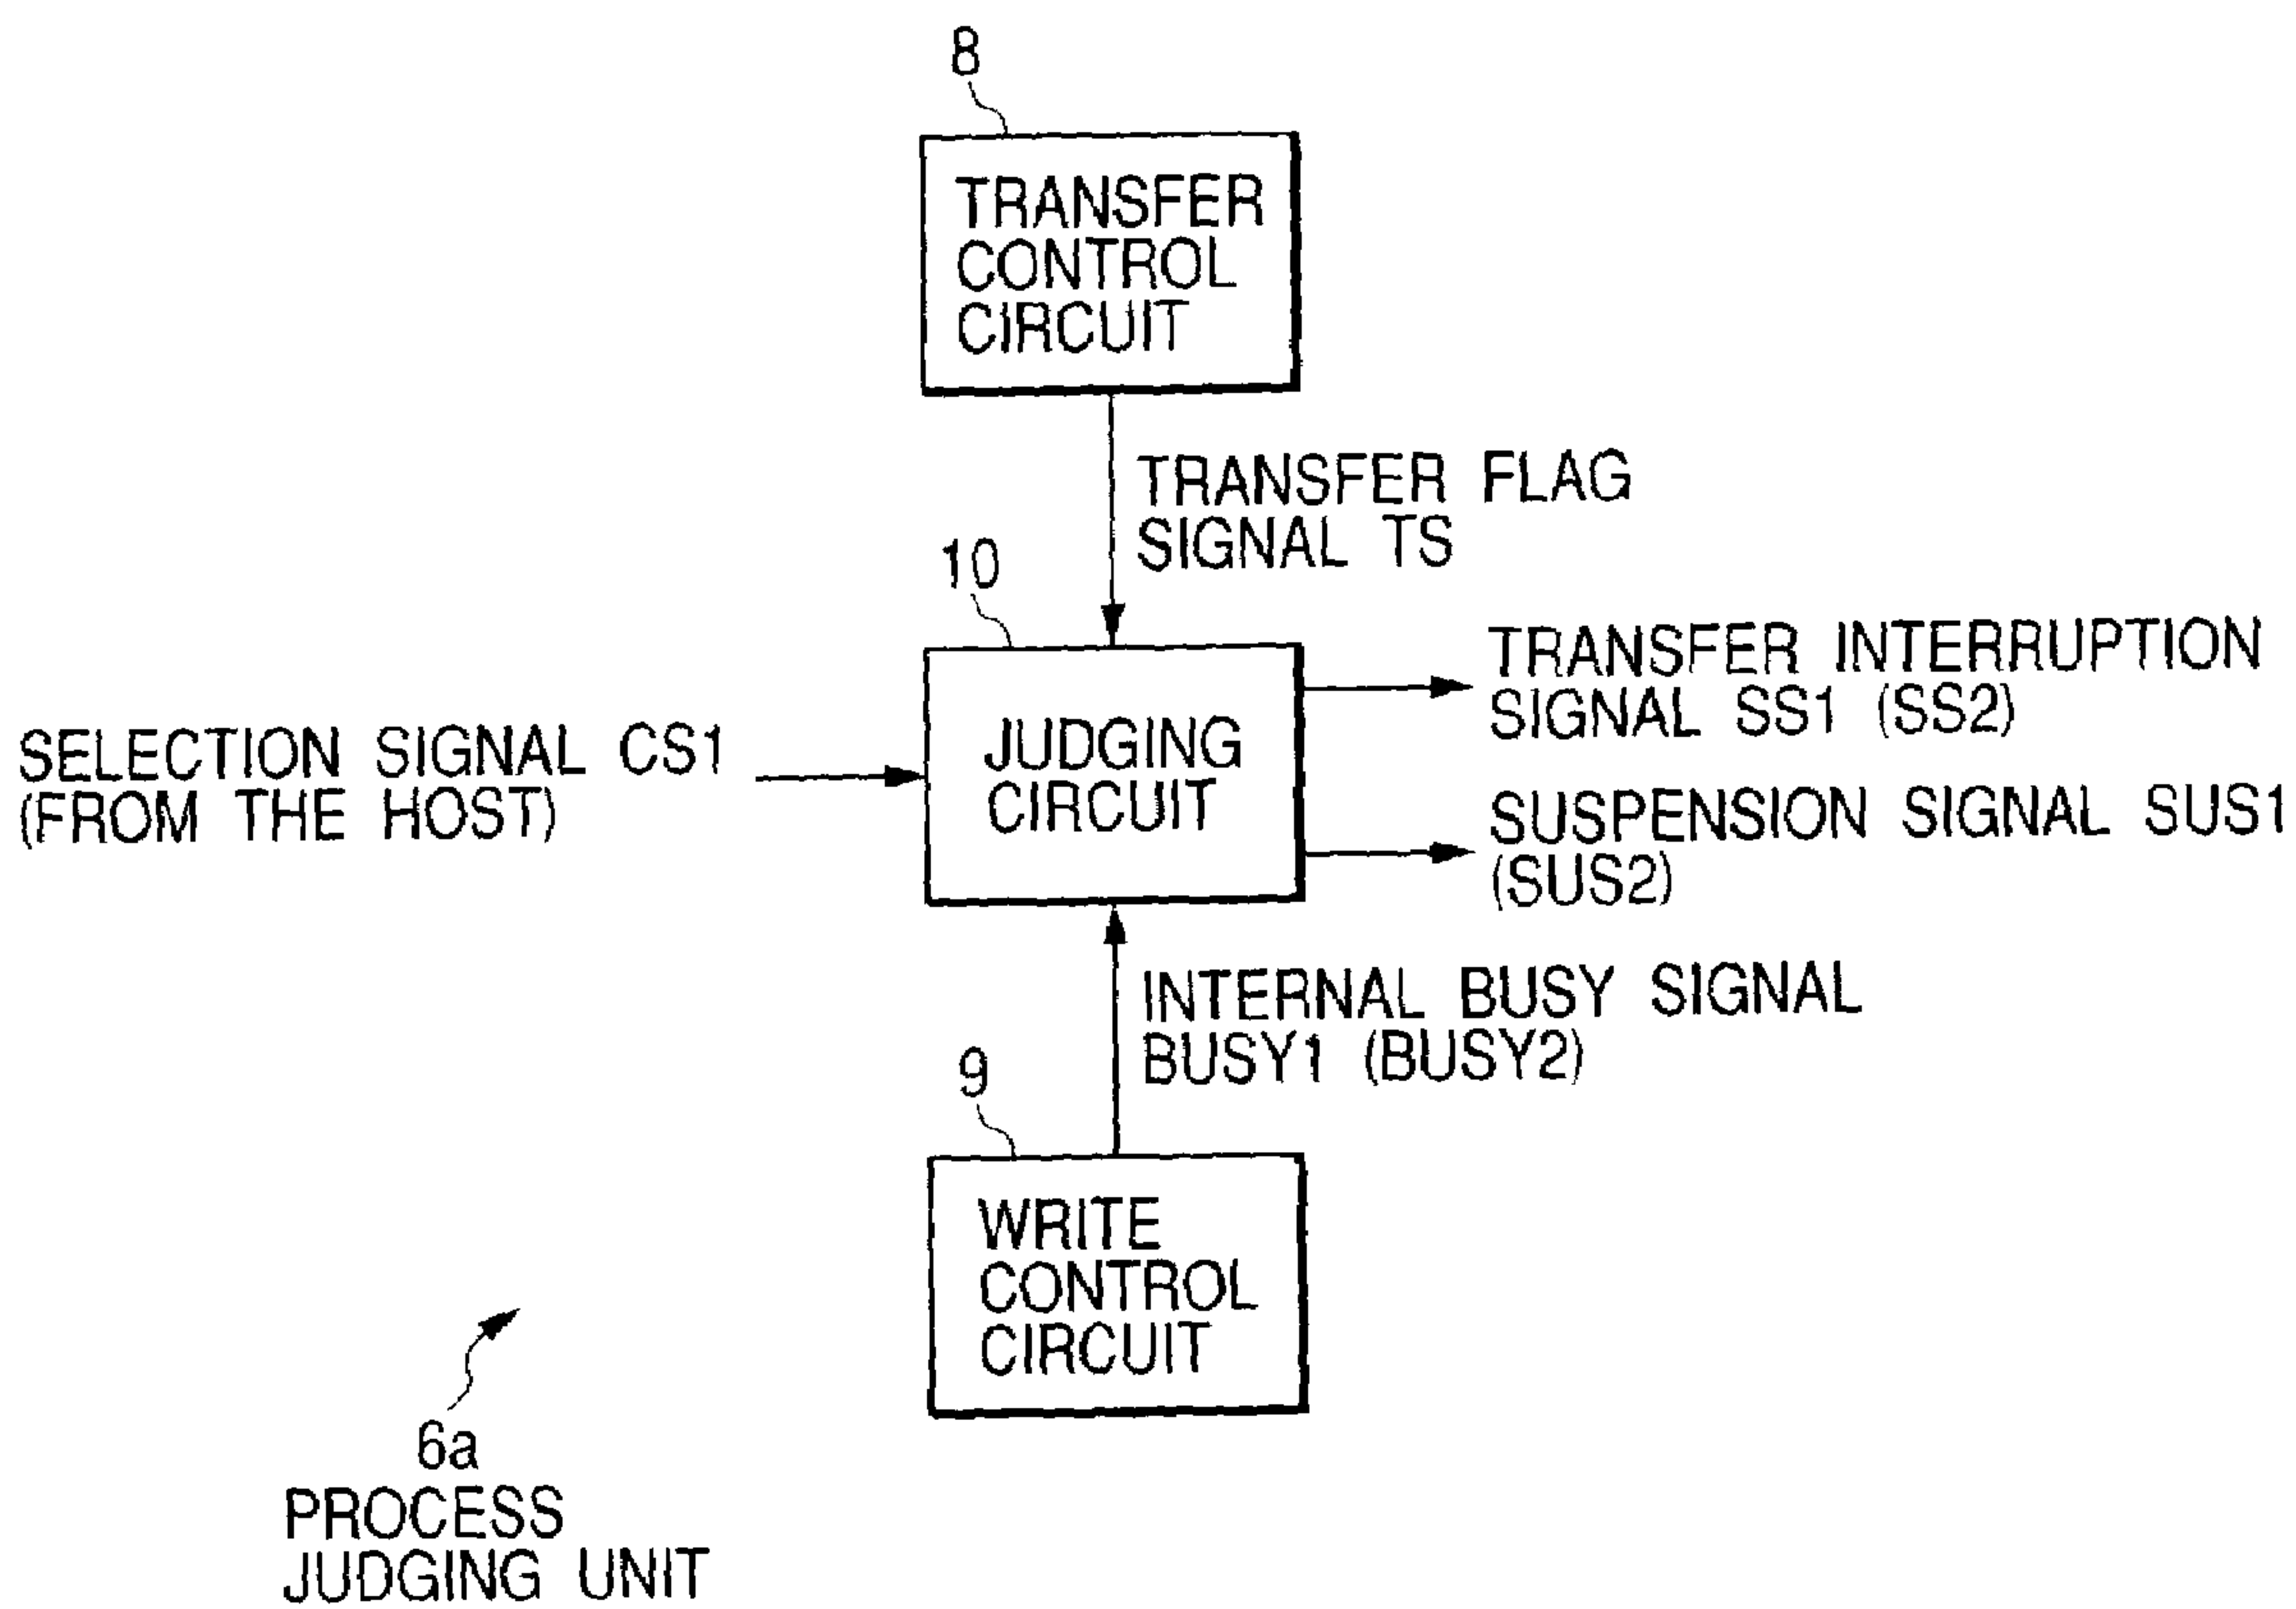 8
TRANSFER
CONTROL
CIRCUIT
TRANSFER FLAG
SIGNAL TS
10
JUDGING
CIRCUIT
SELECTION SIGNAL CS1
(FROM THE HOST)
TRANSFER INTERRUPTION
SIGNAL SS1 (SS2)
SUSPENSION SIGNAL SUS1
(SUS2)
INTERNAL BUSY SIGNAL
BUSY1 (BUSY2)
9
WRITE
CONTROL
CIRCUIT
6a
PROCESS
JUDGING UNIT